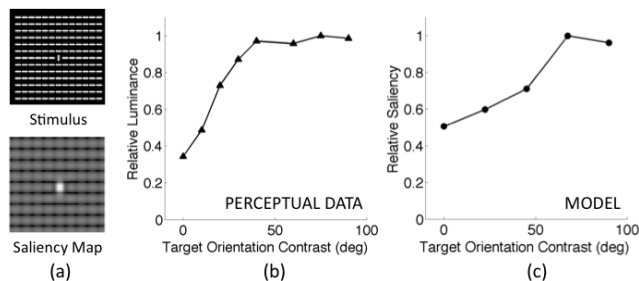 Stimulus
Saliency Map
(a)
Relative Luminance
1
0.8
0.6
0.4
0.2
0
0
50
100
PERCEPTUAL DATA
Target Orientation Contrast (deg)
(b)
Relative Saliency
1
0.8
0.6
0.4
0.2
0
0
50
100
MODEL
Target Orientation Contrast (deg)
(c)